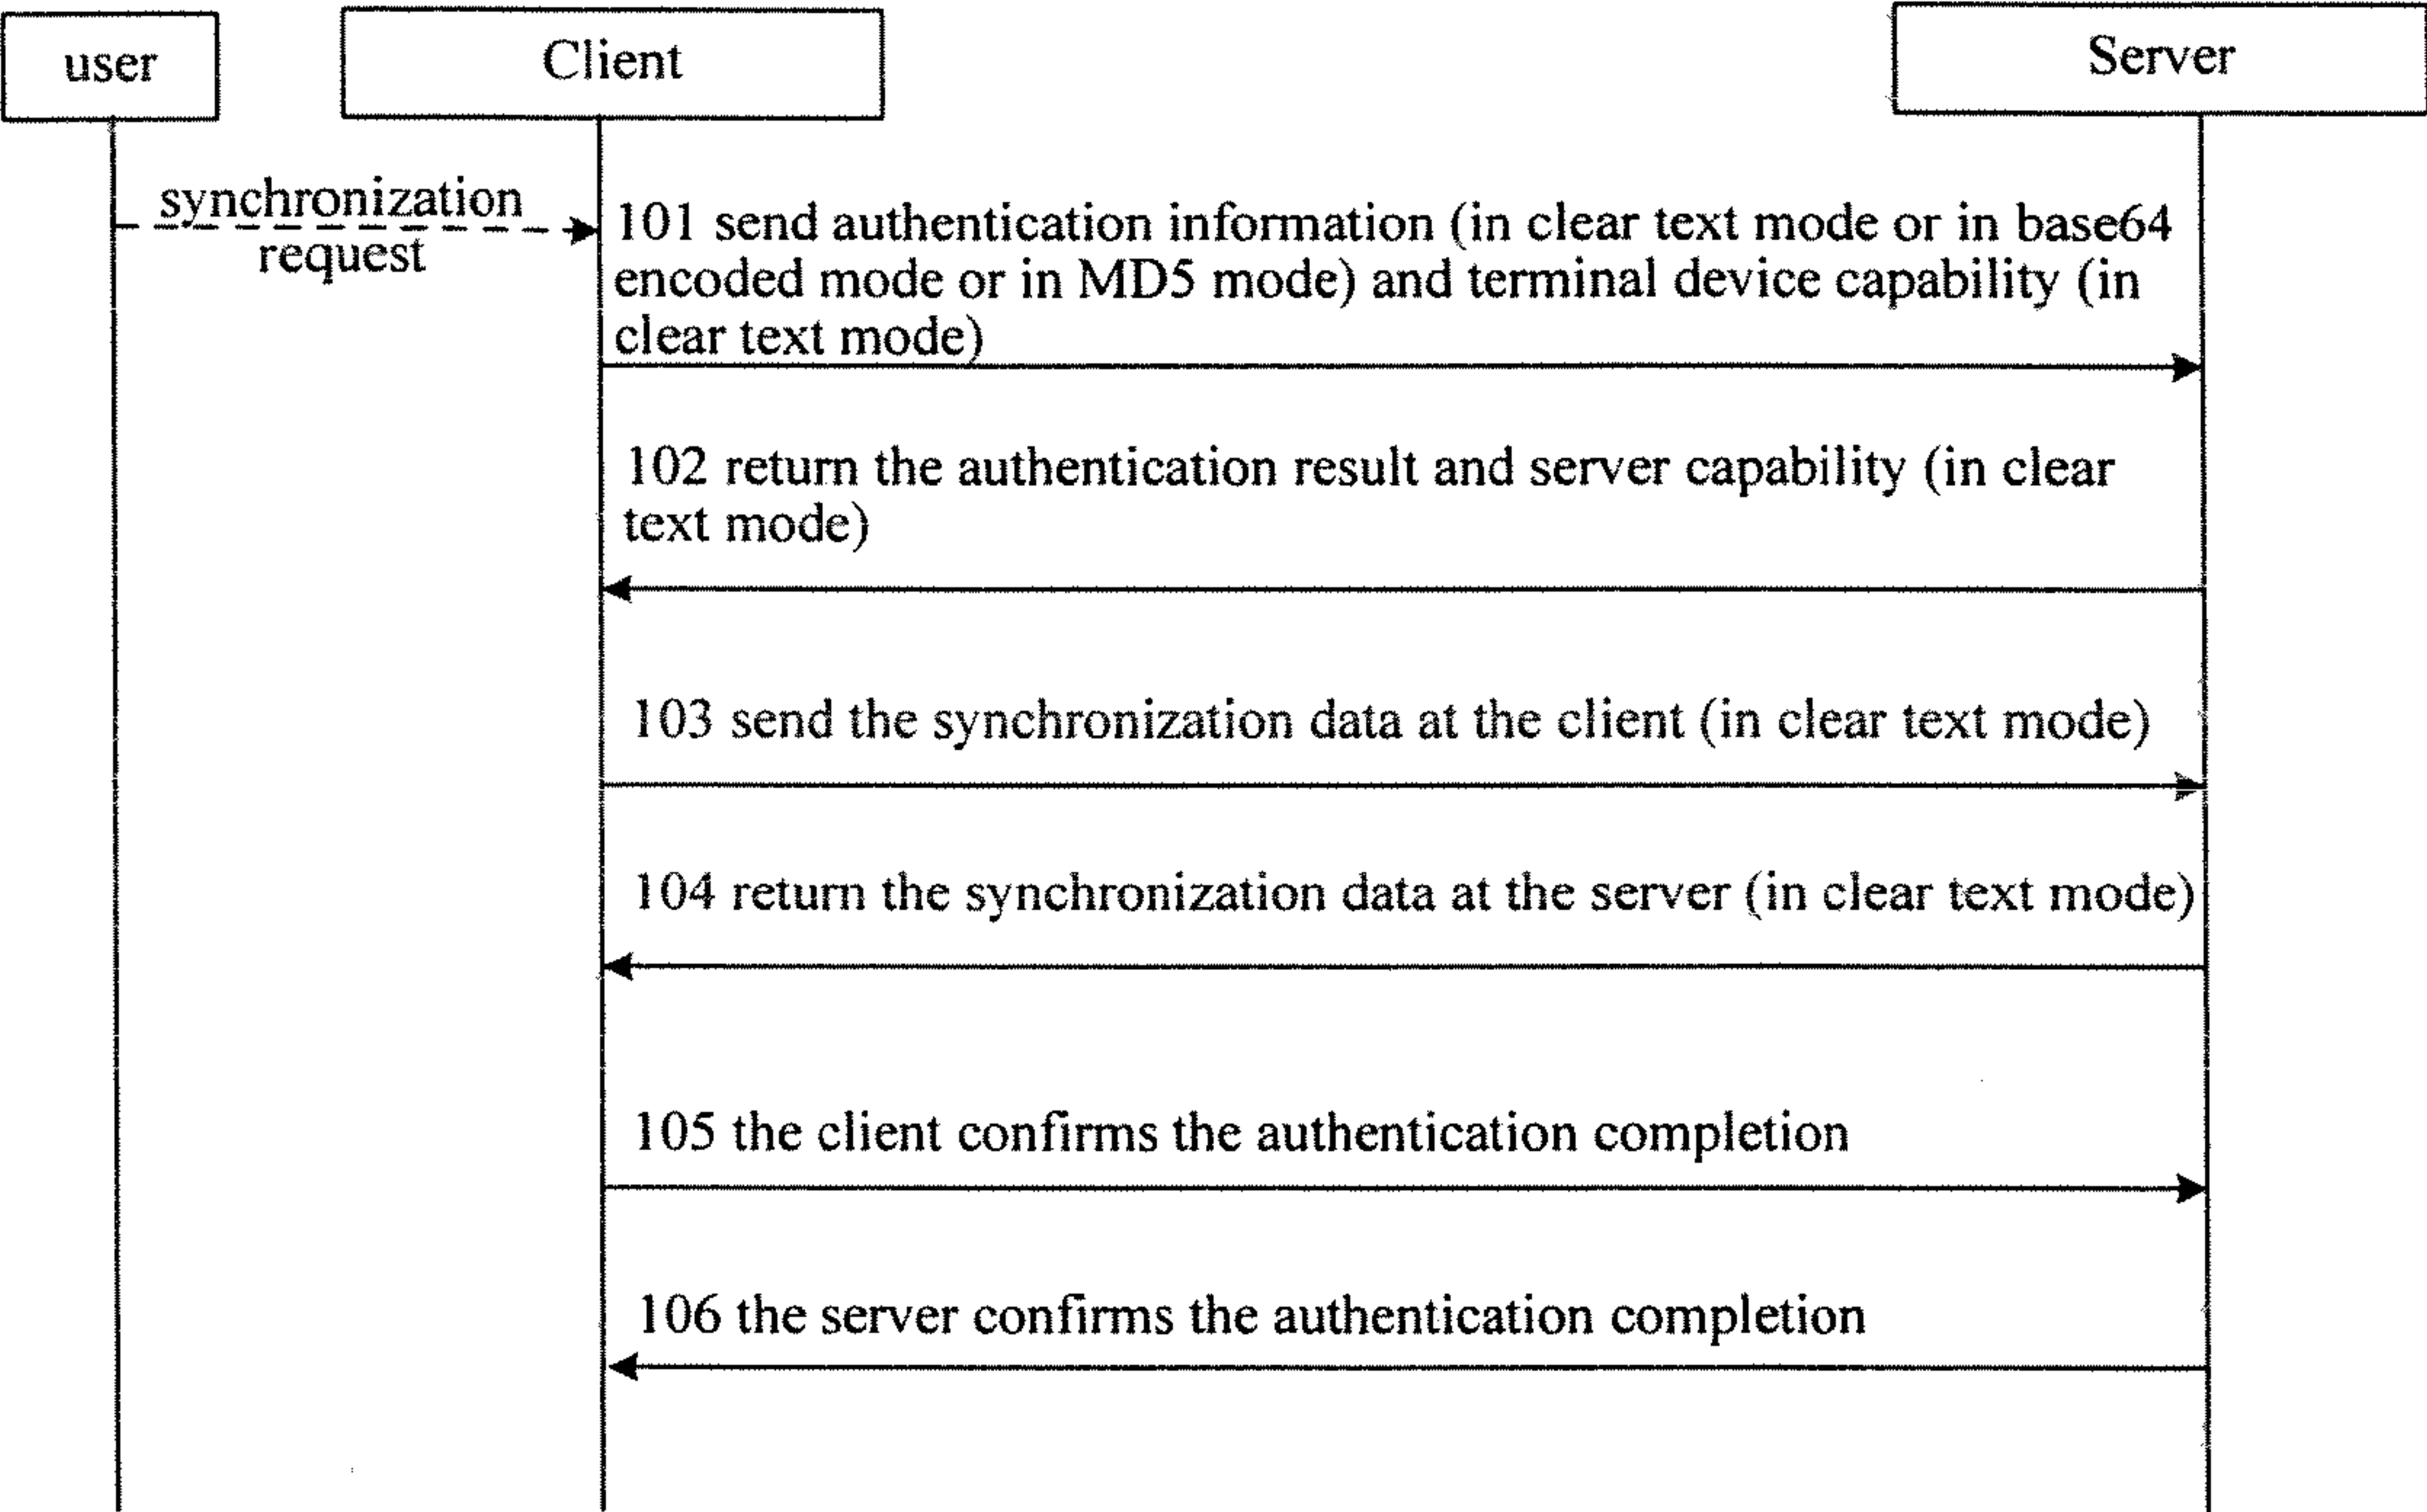 user
Client
Server
synchronization
request
101 send authentication information (in clear text mode or in base64
encoded mode or in MD5 mode) and terminal device capability (in
clear text mode)
102 return the authentication result and server capability (in clear
text mode)
103 send the synchronization data at the client (in clear text mode)
104 return the synchronization data at the server (in clear text mode)
105 the client confirms the authentication completion
106 the server confirms the authentication completion